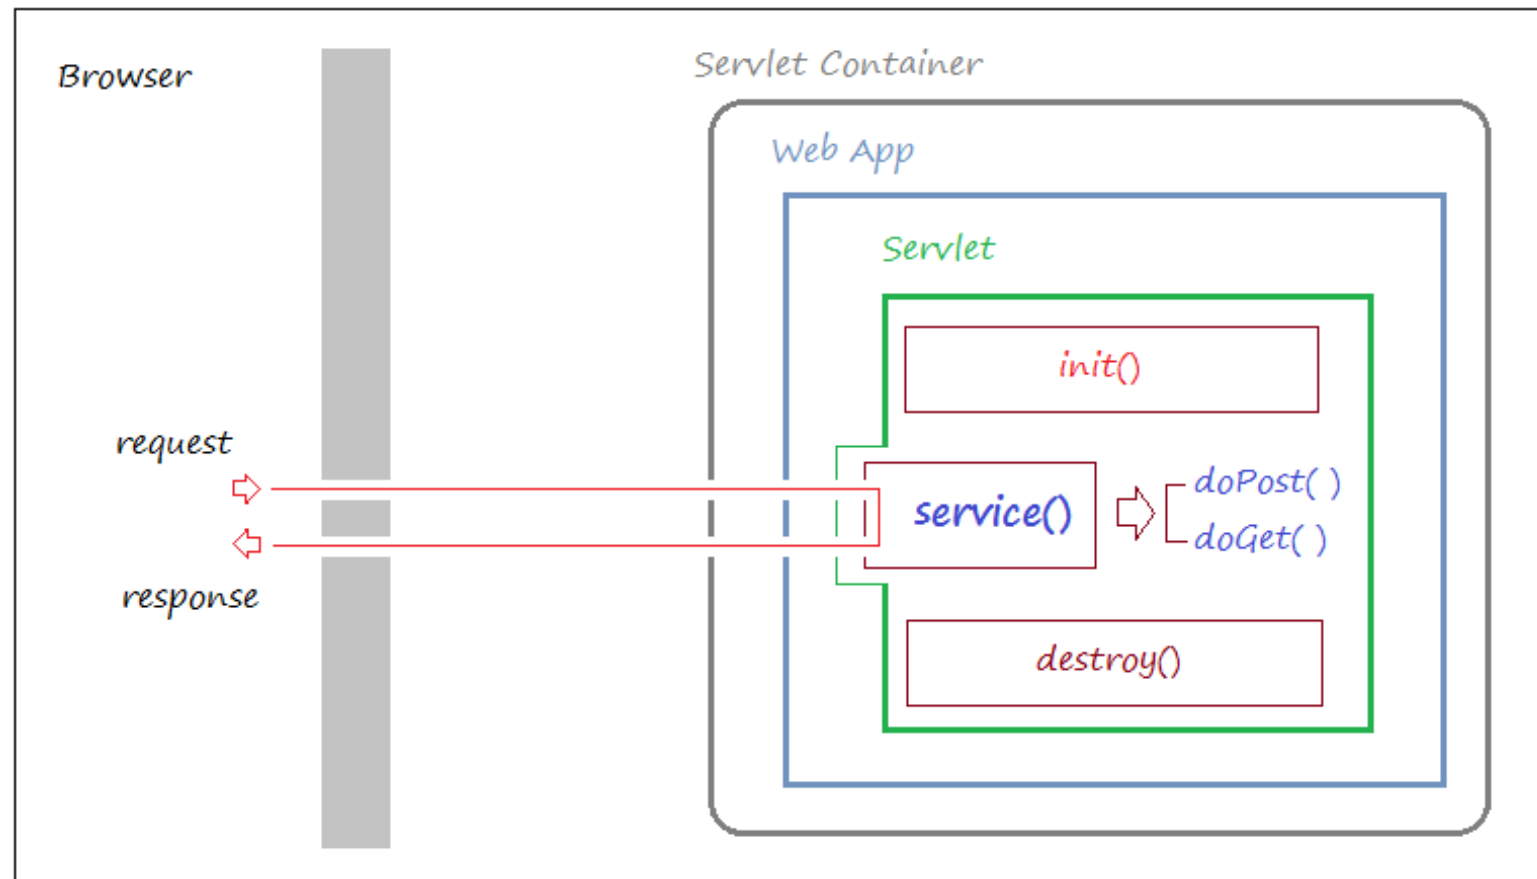 Browser
Servlet Container
Web App
Servlet
init()
request
service()
doPost( )
doGet( )
response
destroy()